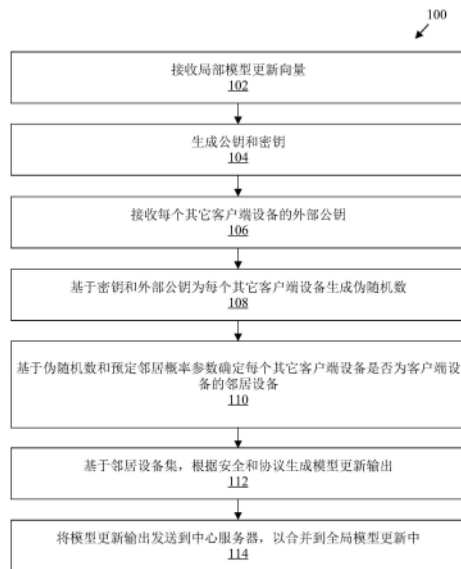 100
接收局部模型更新向量
102
生成公钥和密钥
104
接收每个其它客户端设备的外部公钥
106
基于密钥和外部公钥为每个其它客户端设备生成伪随机数
108
基于伪随机数和预定邻居概率参数确定每个其它客户端设备是否为客户端设
备的邻居设备
110
基于邻居设备集，根据安全和协议生成模型更新输出
112
将模型更新输出发送到中心服务器，以合并到全局模型更新中
114